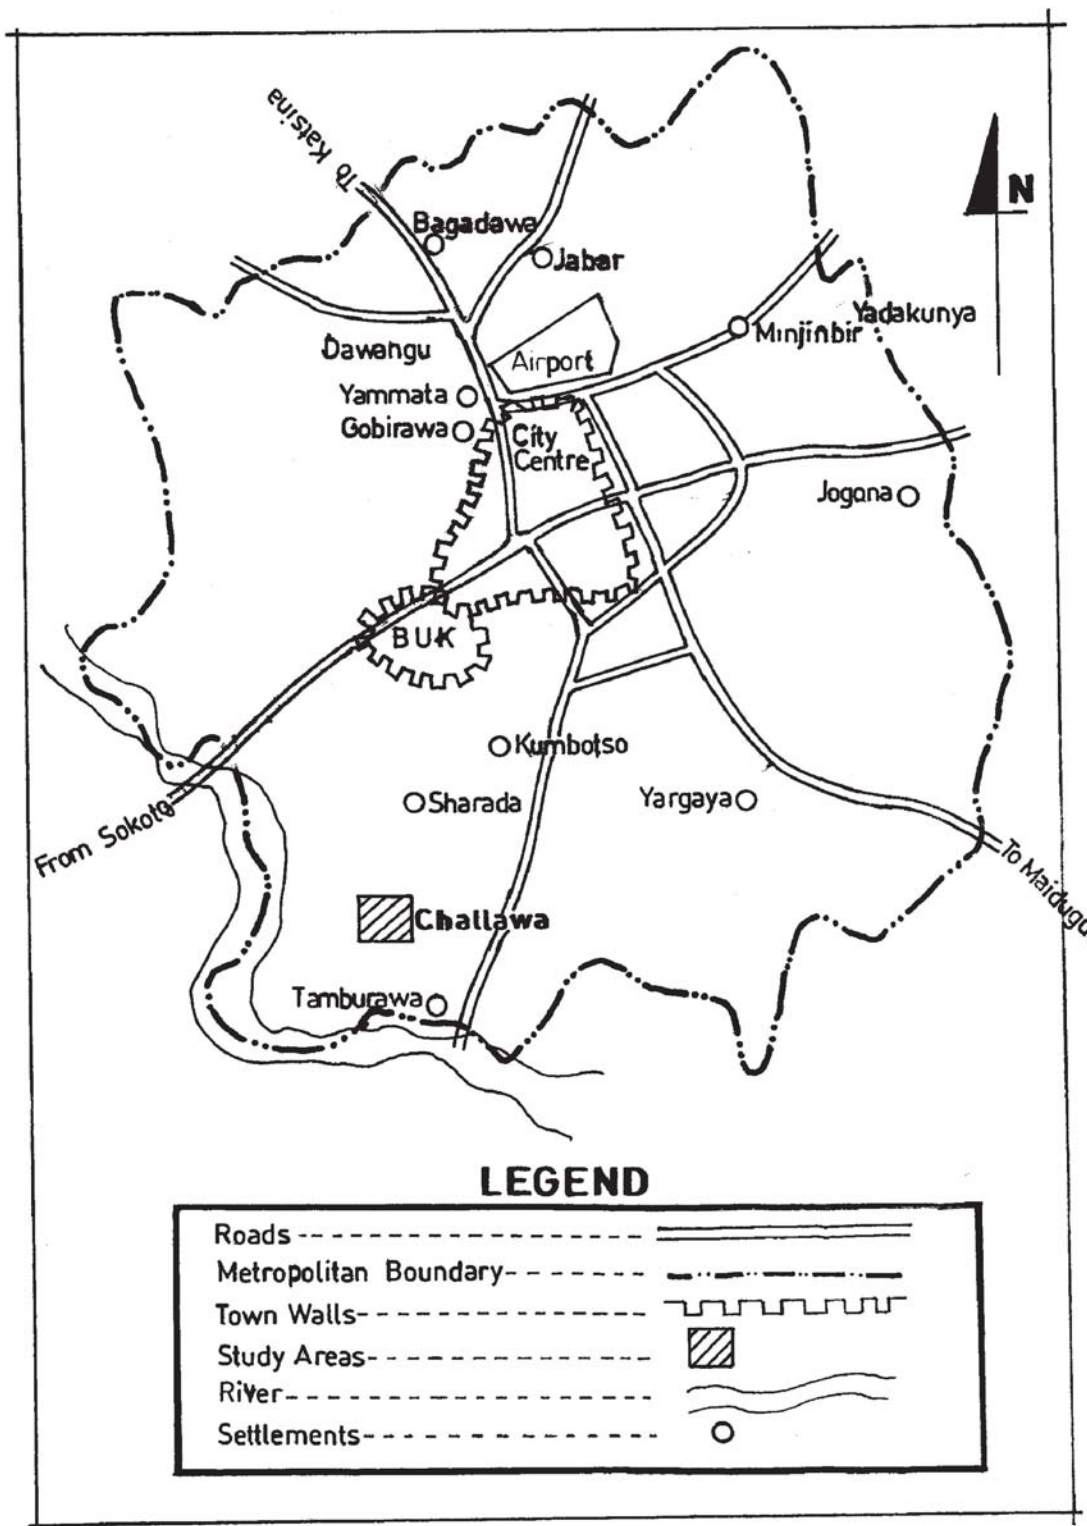 To Katsina
N
Bagadawa
Jabar
Yadakunya
Minjinbir
Dawangu
Airport
Yammata
Gobirawa
City
Centre
Jogana
BUK
Kumbotso
Sharada
Yargaya
From Sokoto
To Maidugu
Challawa
Tamburawa
LEGEND
Roads
Metropolitan Boundary
Town Walls
Study Areas
River
Settlements